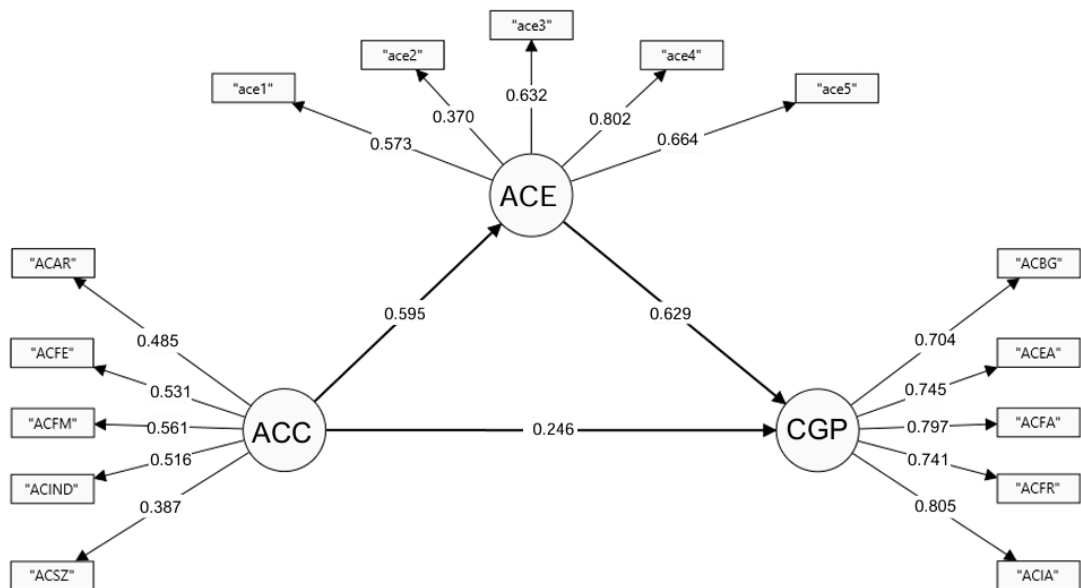 "ace3"
"ace2"
"ace4"
"ace1"
"ace5"
0.632
0.370
0.802
0.573
0.664
ACE
"ACAR"
"ACBG"
0.595
0.629
0.485
0.704
"ACFE"
"ACEA"
0.531
0.745
"ACFM"
0.561
ACC
0.246
CGP
0.797
"ACFA"
0.516
0.741
"ACIND"
"ACFR"
0.387
0.805
"ACSZ"
"ACIA"